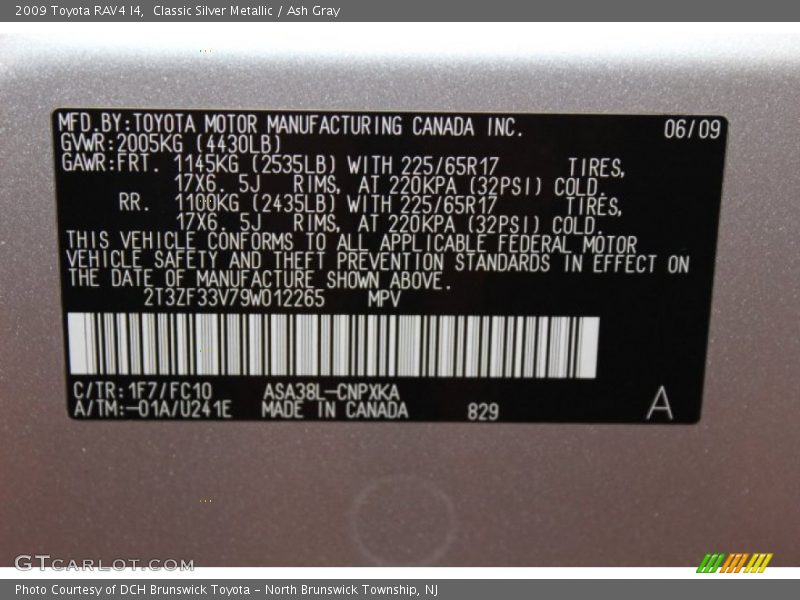 2009 Toyota RAV4 I4, Classic Silver Metallic / Ash Gray
MFD.BY:TOYOTA MOTOR MANUFACTURING CANADA INC. 06/09
GVWR:2005KG (4430LB)
GAWR:FRT. 1145KG (2535LB) WITH 225/65R17 TIRES,
17X6. 5J RIMS, AT 220KPA (32PSI) COLD.
RR. 1100KG (2435LB) WITH 225/65R17 TIRES,
17X6. 5J RIMS, AT 220KPA (32PSI) COLD.
THIS VEHICLE CONFORMS TO ALL APPLICABLE FEDERAL MOTOR
VEHICLE SAFETY AND THEFT PREVENTION STANDARDS IN EFFECT ON
THE DATE OF MANUFACTURE SHOWN ABOVE.
2T3ZF33V79W012265 MPV
C/TR:1F7/FC10 ASA38L-CNPXKA
A/TM:-01A/U241E MADE IN CANADA 829 A
GTCARLOT.COM
Photo Courtesy of DCH Brunswick Toyota - North Brunswick Township, NJ